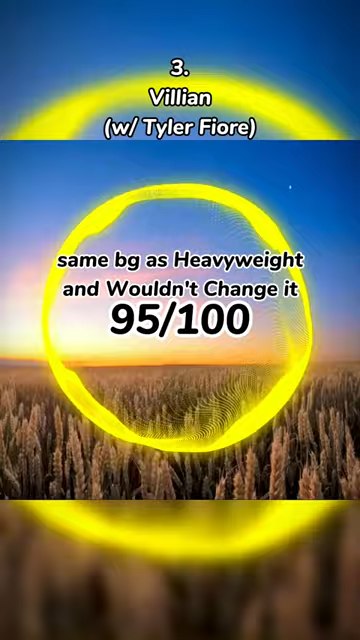 3.
Villian
(w/ Tyler Fiore)
same bg as Heavyweight
and Wouldn't Change it
95/100